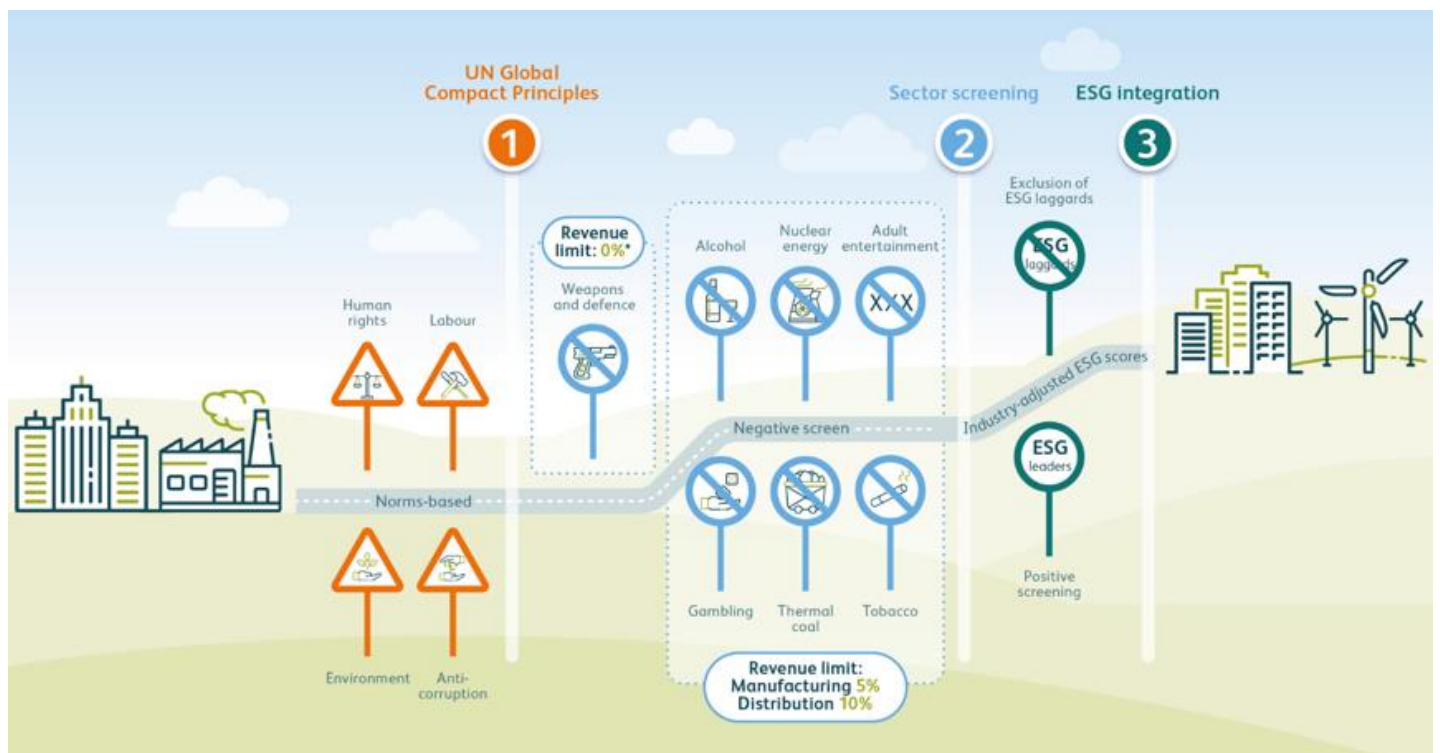 UN Global
Compact Principles
1
Human
rights
Labour
Norms-based
Environment
Anti-
corruption
Sector screening
2
Revenue
limit: 0%*
Weapons
and defence
Alcohol
Nuclear
energy
Adult
entertainment
XXX
Negative screen
Gambling
Thermal
coal
Tobacco
Revenue limit:
Manufacturing 5%
Distribution 10%
ESG integration
3
Exclusion of
ESG laggards
ESG
laggards
Industry-adjusted ESG scores
ESG
leaders
Positive
screening